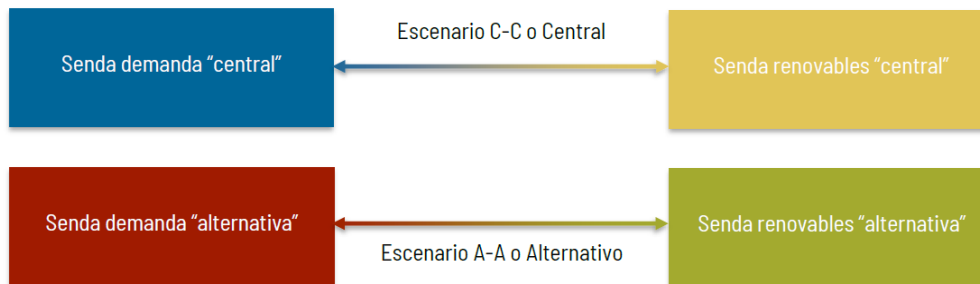 Escenario C-C o Central
Senda demanda “central”
Senda renovables “central”
Senda demanda “alternativa”
Senda renovables “alternativa”
Escenario A-A o Alternativo